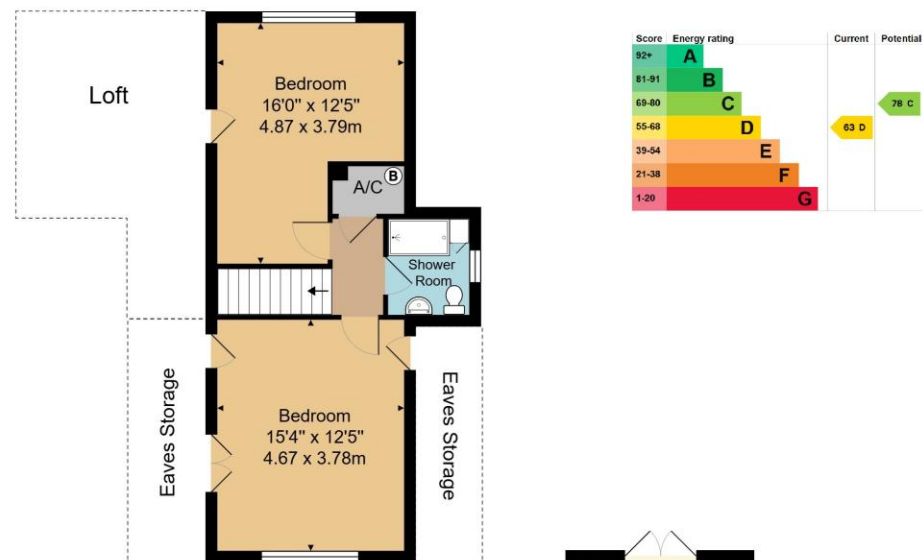 Loft
Bedroom
16'0" x 12'5"
4.87 x 3.79m
A/C
B
Shower
Room
Eaves Storage
Bedroom
15'4" x 12'5"
4.67 x 3.78m
Eaves Storage
Score Energy rating Current Potential
92+ A
81-91 B
69-80 C 78 C
55-68 D 63 D
39-54 E
21-38 F
1-20 G